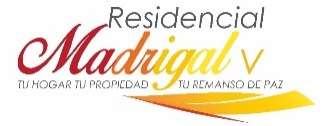 Residencial
Madrigal V
TU HOGAR TU PROPIEDAD TU REMANSO DE PAZ